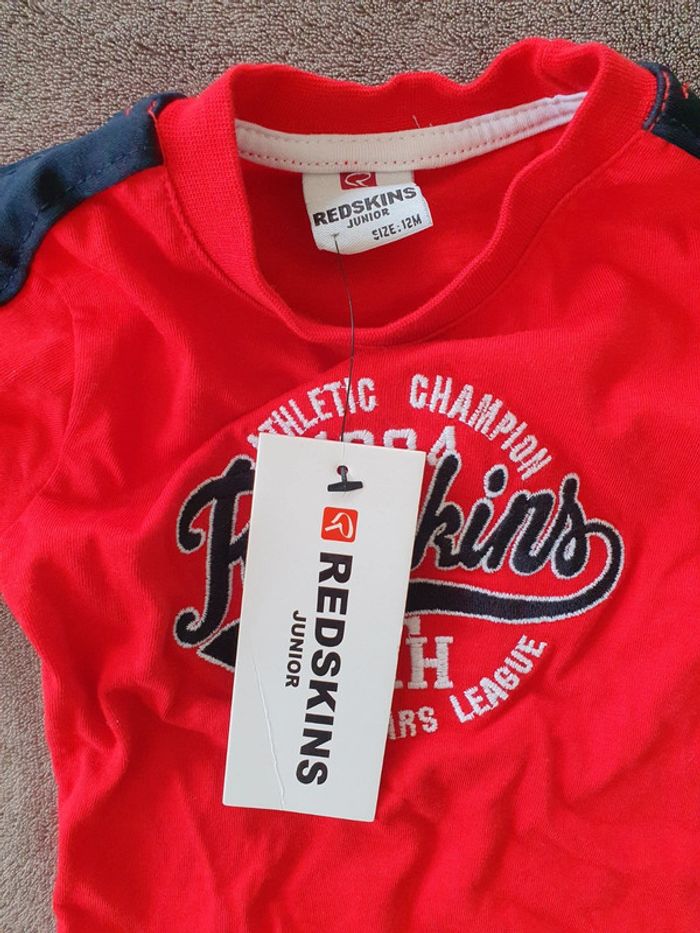 REDSKINS
JUNIOR
SIZE: 12M
ATHLETIC CHAMPION
REDSKINS
JUNIOR
LEAGUE